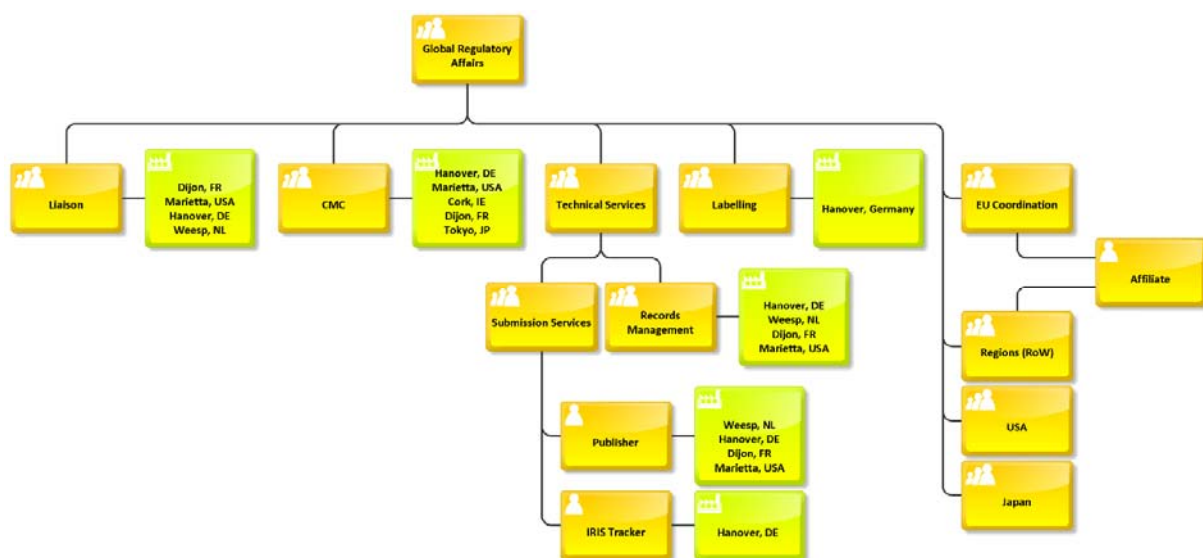 Global Regulatory
Affairs
Liaison
Dijon, FR
Marietta, USA
Hanover, DE
Weesp, NL
CMC
Hanover, DE
Marietta, USA
Cork, IE
Dijon, FR
Tokyo, JP
Technical Services
Labelling
Hanover, Germany
EU Coordination
Affiliate
Submission Services
Records
Management
Hanover, DE
Weesp, NL
Dijon, FR
Marietta, USA
Regions (RoW)
Publisher
Weesp, NL
Hanover, DE
Dijon, FR
Marietta, USA
USA
IRIS Tracker
Hanover, DE
Japan